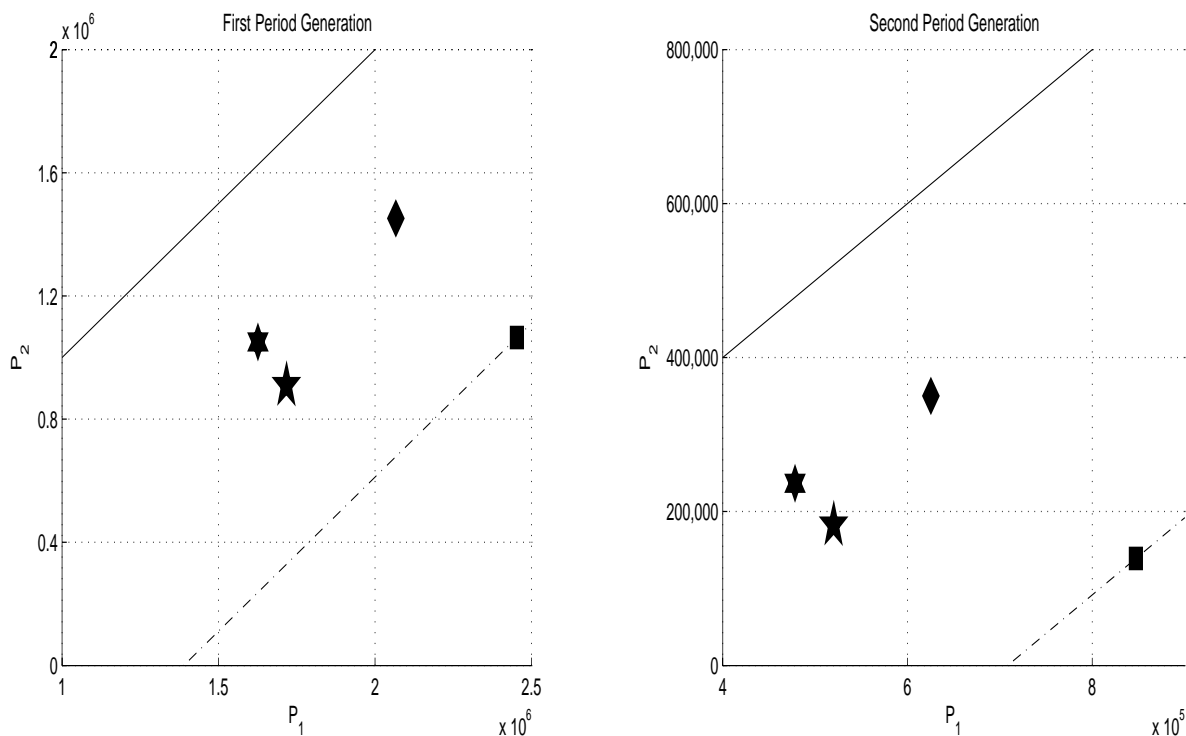 First Period Generation
x 10^6
2
1.6
1.2
0.8
0.4
0
P_2
1 1.5 2 2.5
P_1
x 10^6
Second Period Generation
800,000
600,000
400,000
200,000
0
P_2
4 6 8
P_1
x 10^5